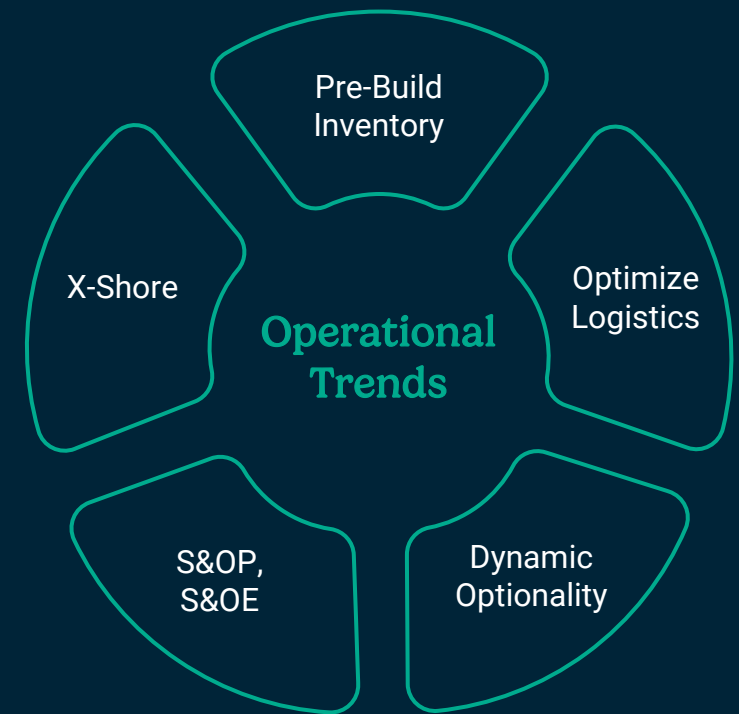 Pre-Build
Inventory
Optimize
Logistics
Dynamic
Optionality
S&OP,
S&OE
X-Shore
Operational
Trends